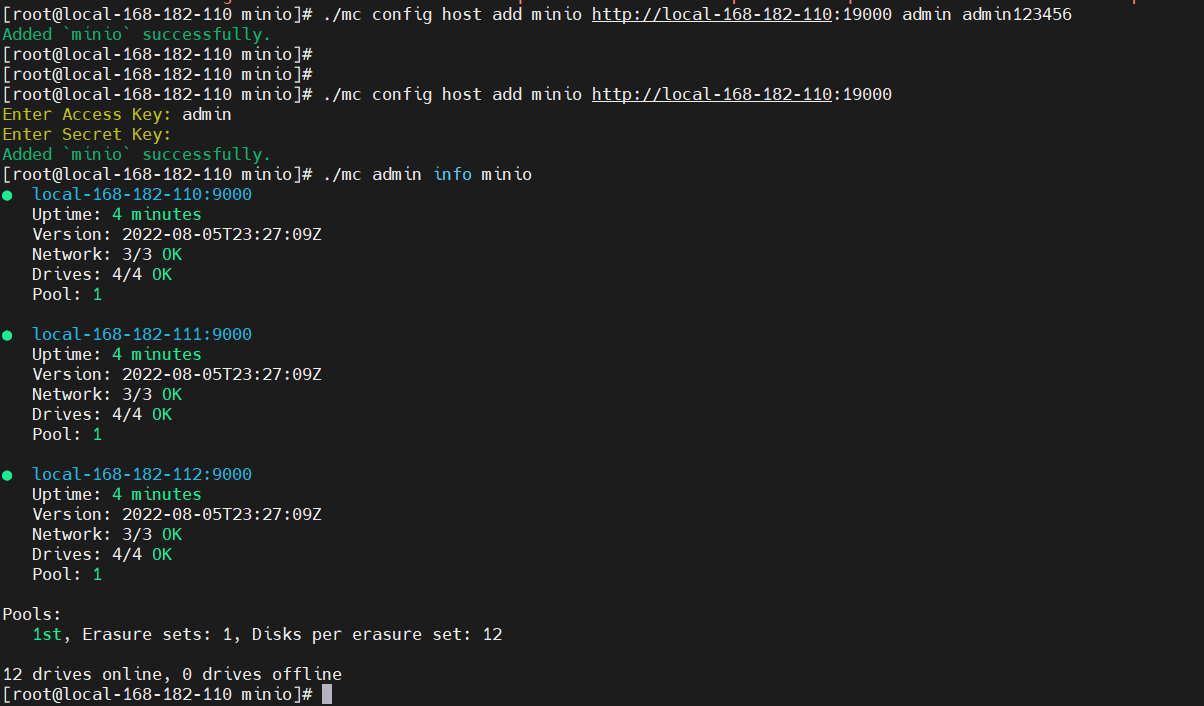 [root@local-168-182-110 minio]# ./mc config host add minio http://local-168-182-110:19000 admin admin123456
Added `minio` successfully.
[root@local-168-182-110 minio]#
[root@local-168-182-110 minio]#
[root@local-168-182-110 minio]# ./mc config host add minio http://local-168-182-110:19000
Enter Access Key: admin
Enter Secret Key:
Added `minio` successfully.
[root@local-168-182-110 minio]# ./mc admin info minio
●  local-168-182-110:9000
   Uptime: 4 minutes
   Version: 2022-08-05T23:27:09Z
   Network: 3/3 OK
   Drives: 4/4 OK
   Pool: 1
●  local-168-182-111:9000
   Uptime: 4 minutes
   Version: 2022-08-05T23:27:09Z
   Network: 3/3 OK
   Drives: 4/4 OK
   Pool: 1
●  local-168-182-112:9000
   Uptime: 4 minutes
   Version: 2022-08-05T23:27:09Z
   Network: 3/3 OK
   Drives: 4/4 OK
   Pool: 1
Pools:
   1st, Erasure sets: 1, Disks per erasure set: 12
12 drives online, 0 drives offline
[root@local-168-182-110 minio]#